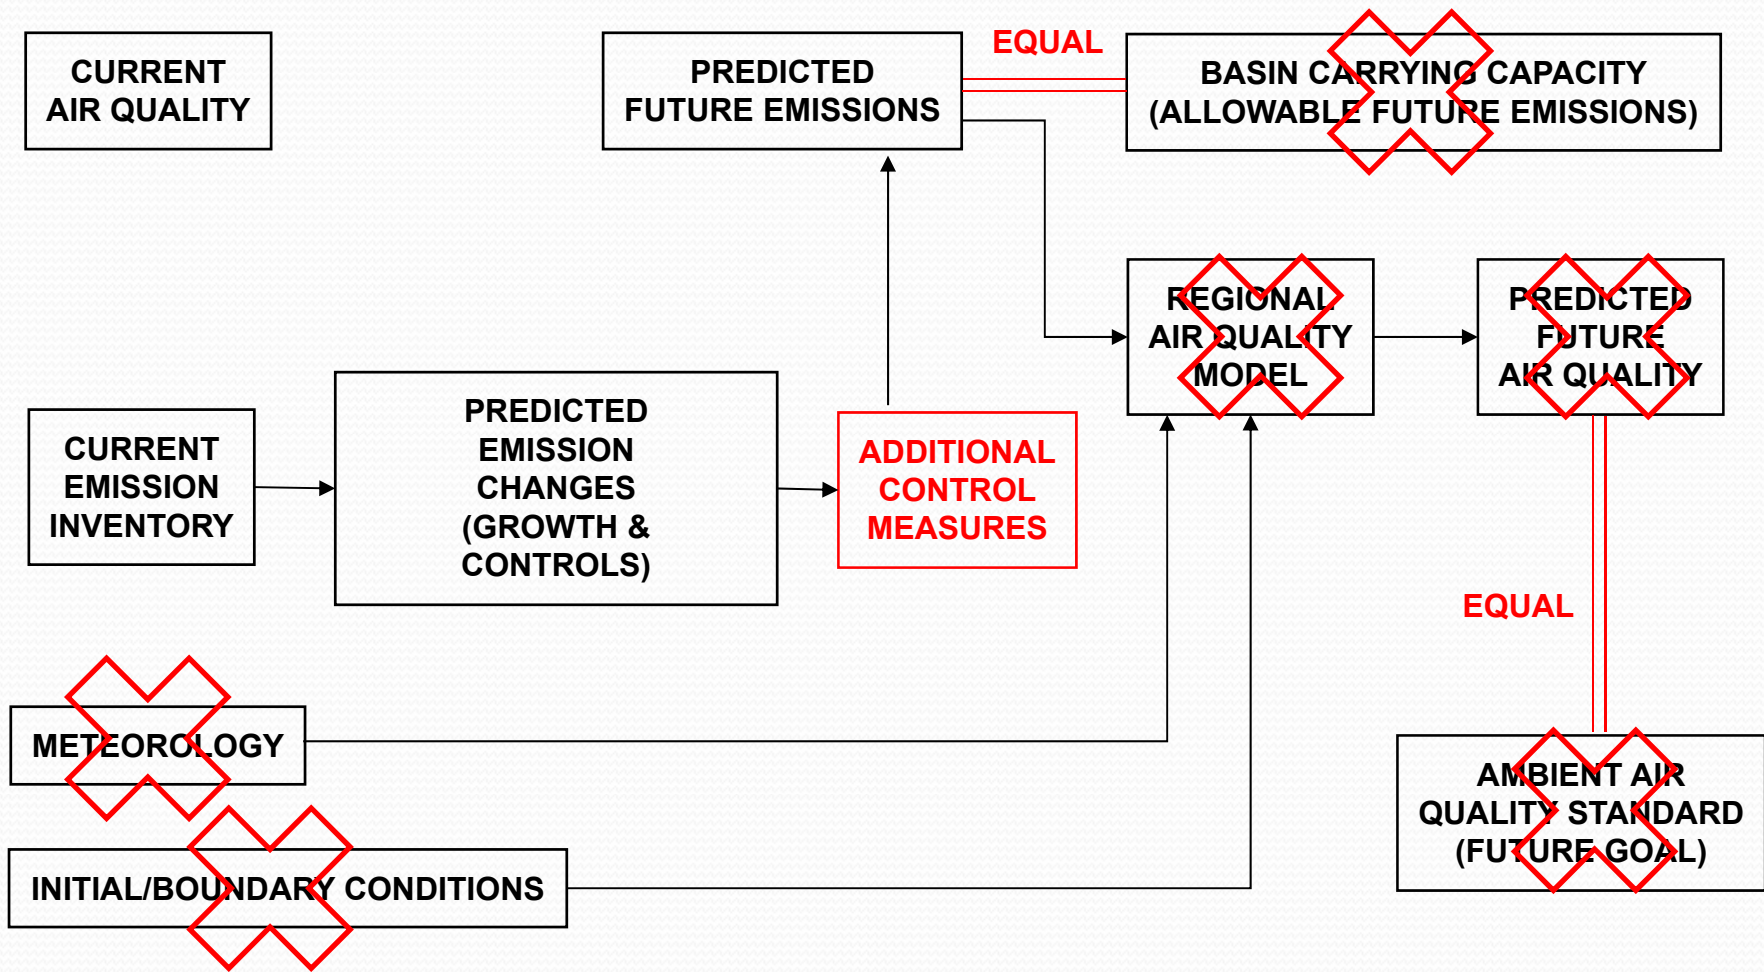 CURRENT
AIR QUALITY
PREDICTED
FUTURE EMISSIONS
EQUAL
BASIN CARRYING CAPACITY
(ALLOWABLE FUTURE EMISSIONS)
REGIONAL
AIR QUALITY
MODEL
PREDICTED
FUTURE
AIR QUALITY
CURRENT
EMISSION
INVENTORY
PREDICTED
EMISSION
CHANGES
(GROWTH &
CONTROLS)
ADDITIONAL
CONTROL
MEASURES
EQUAL
METEOROLOGY
AMBIENT AIR
QUALITY STANDARD
(FUTURE GOAL)
INITIAL/BOUNDARY CONDITIONS